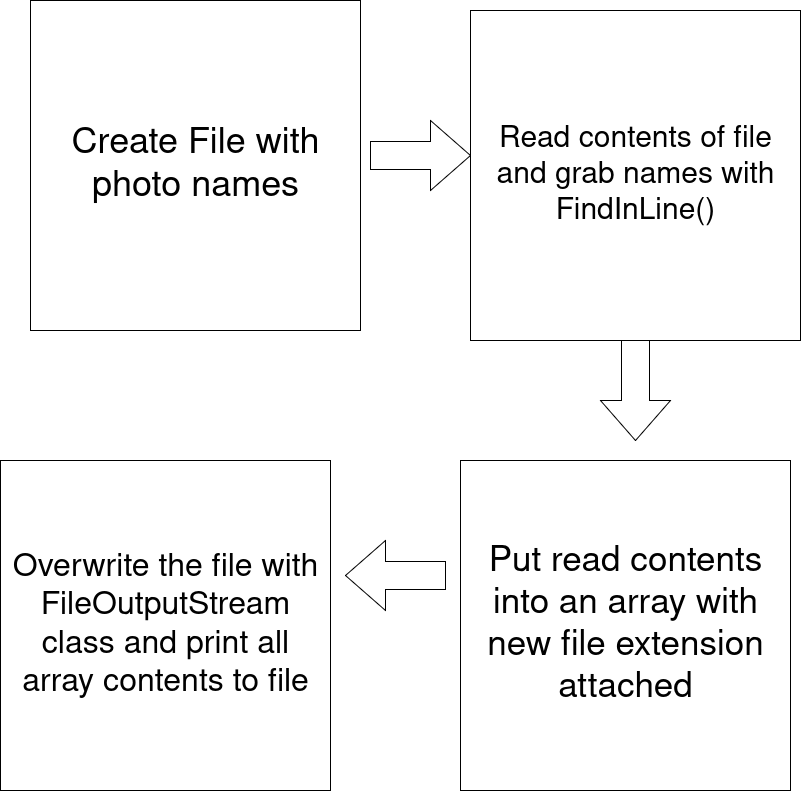 Create File with
photo names
Read contents of file
and grab names with
FindInLine()
Put read contents
into an array with
new file extension
attached
Overwrite the file with
FileOutputStream
class and print all
array contents to file